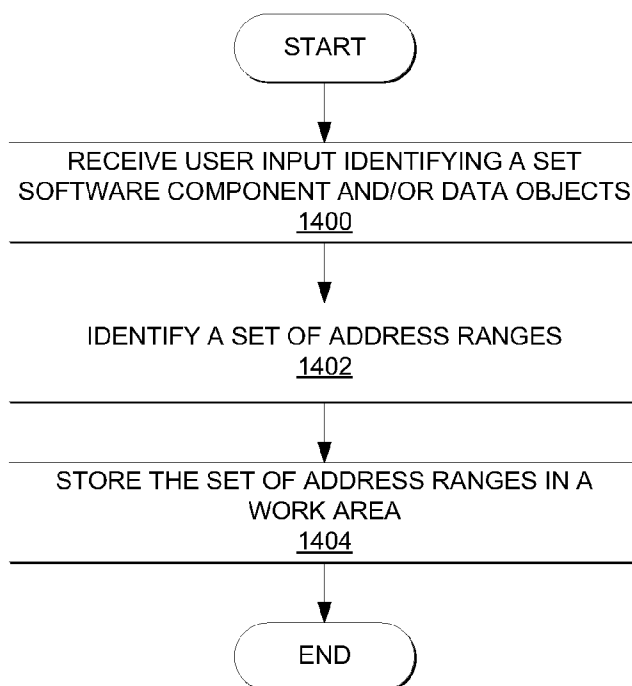 START
RECEIVE USER INPUT IDENTIFYING A SET
SOFTWARE COMPONENT AND/OR DATA OBJECTS
1400
IDENTIFY A SET OF ADDRESS RANGES
1402
STORE THE SET OF ADDRESS RANGES IN A
WORK AREA
1404
END